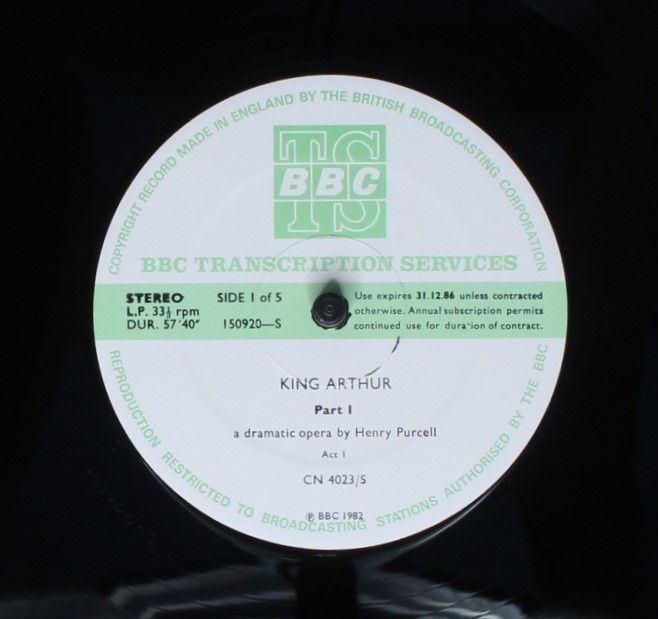 COPYRIGHT RECORD MADE IN ENGLAND BY THE BRITISH BROADCASTING CORPORATION
TS
BBC
TS
BBC TRANSCRIPTION SERVICES
STEREO SIDE 1 of 5
L.P. 33⅓ rpm
DUR. 57′40″ 150920—S
Use expires 31.12.86 unless contracted
otherwise. Annual subscription permits
continued use for duration of contract.
KING ARTHUR
Part 1
a dramatic opera by Henry Purcell
Act 1
CN 4023/S
℗ BBC 1982
REPRODUCTION RESTRICTED TO BROADCASTING STATIONS AUTHORISED BY THE BBC